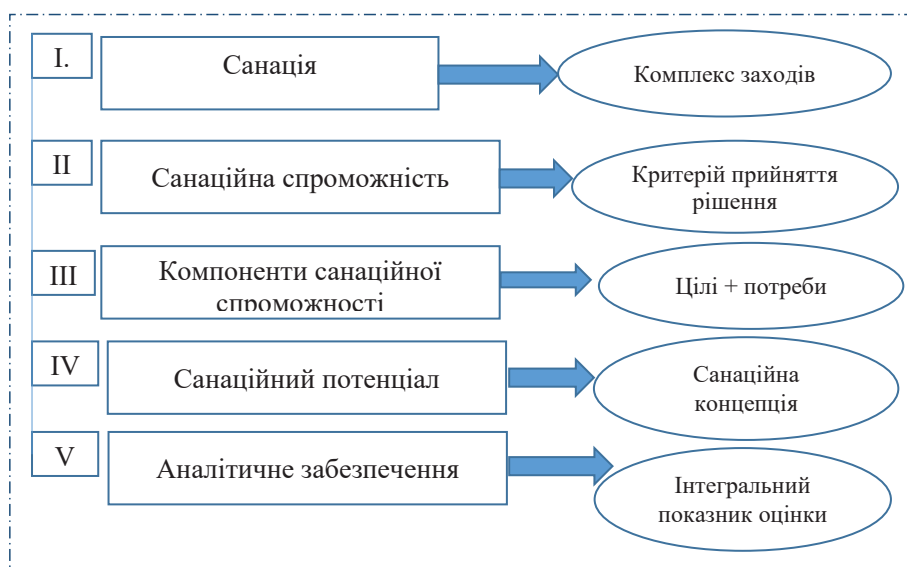 I.
Санація
Комплекс заходів
II
Санаційна спроможність
Критерій прийняття
рішення
III
Компоненти санаційної
спроможності
Цілі + потреби
IV
Санаційний потенціал
Санаційна
концепція
V
Аналітичне забезпечення
Інтегральний
показник оцінки